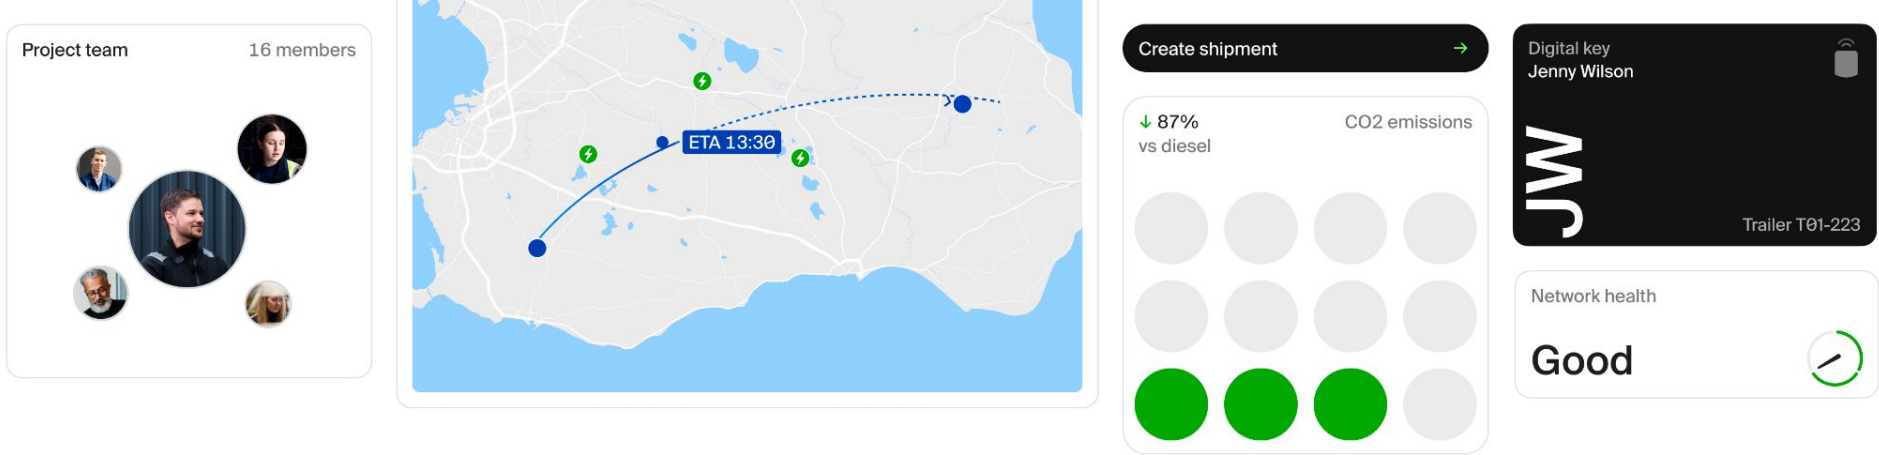 Project team
16 members
ETA 13:30
Create shipment
87%
vs diesel
CO2 emissions
Digital key
Jenny Wilson
JW
Trailer T01-223
Network health
Good